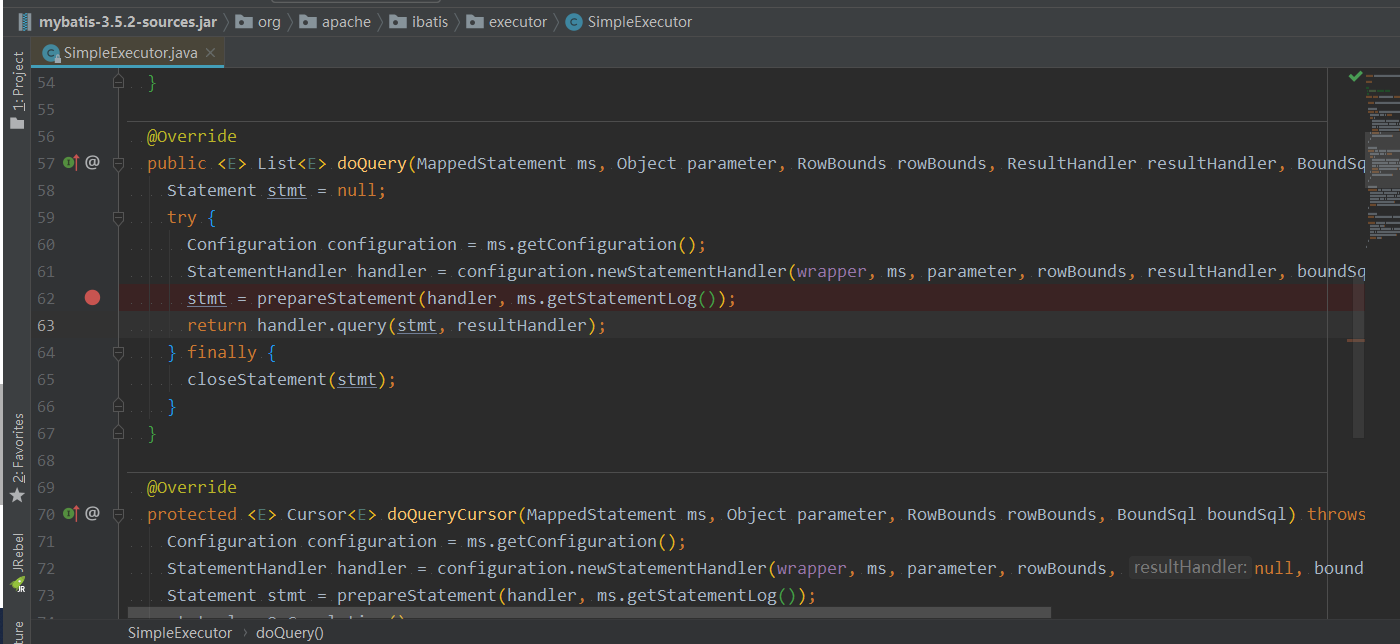 mybatis-3.5.2-sources.jar org apache ibatis executor SimpleExecutor
SimpleExecutor.java
1: Project
2: Favorites
JRebel
54 }
55
56 @Override
57 public <E> List<E> doQuery(MappedStatement ms, Object parameter, RowBounds rowBounds, ResultHandler resultHandler, BoundSq
58 Statement stmt = null;
59 try {
60 Configuration configuration = ms.getConfiguration();
61 StatementHandler handler = configuration.newStatementHandler(wrapper, ms, parameter, rowBounds, resultHandler, boundSq
62 stmt = prepareStatement(handler, ms.getStatementLog());
63 return handler.query(stmt, resultHandler);
64 } finally {
65 closeStatement(stmt);
66 }
67 }
68
69 @Override
70 protected <E> Cursor<E> doQueryCursor(MappedStatement ms, Object parameter, RowBounds rowBounds, BoundSql boundSql) throws
71 Configuration configuration = ms.getConfiguration();
72 StatementHandler handler = configuration.newStatementHandler(wrapper, ms, parameter, rowBounds, resultHandler: null, bound
73 Statement stmt = prepareStatement(handler, ms.getStatementLog());
SimpleExecutor › doQuery()